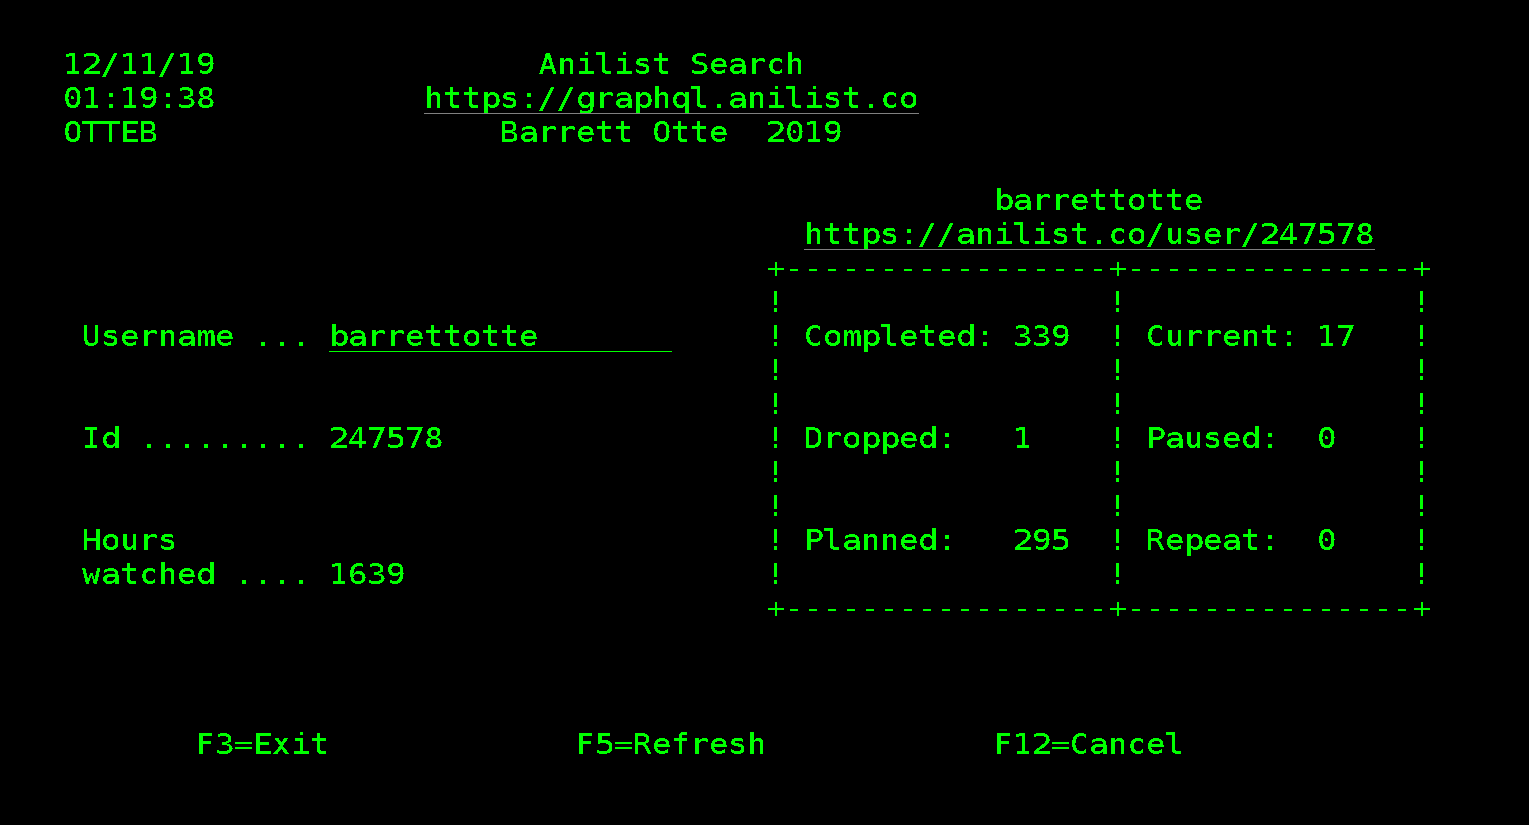 12/11/19 Anilist Search
01:19:38 https://graphql.anilist.co
OTTEB Barrett Otte 2019
barrettotte
https://anilist.co/user/247578
+-----------------+---------------+
! ! !
Username ... barrettotte ! Completed: 339 ! Current: 17 !
! ! !
! ! !
Id ......... 247578 ! Dropped: 1 ! Paused: 0 !
! ! !
! ! !
Hours ! Planned: 295 ! Repeat: 0 !
watched .... 1639 ! ! !
+-----------------+---------------+
F3=Exit F5=Refresh F12=Cancel